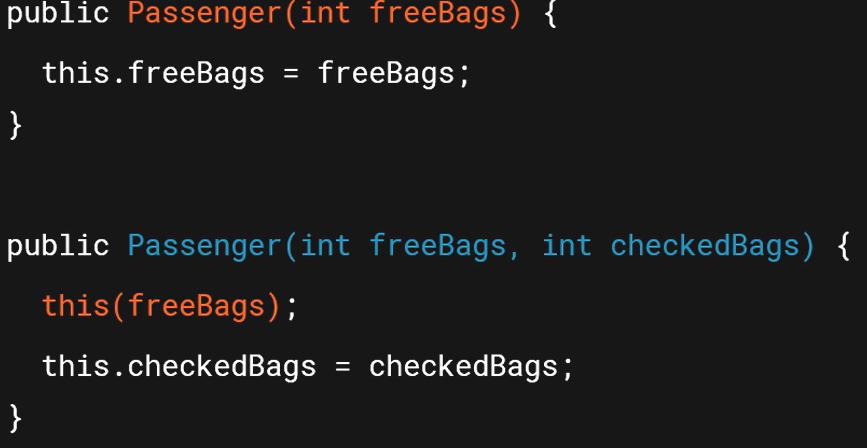 public Passenger(int freeBags) {
this.freeBags = freeBags;
}
public Passenger(int freeBags, int checkedBags) {
this(freeBags);
this.checkedBags = checkedBags;
}